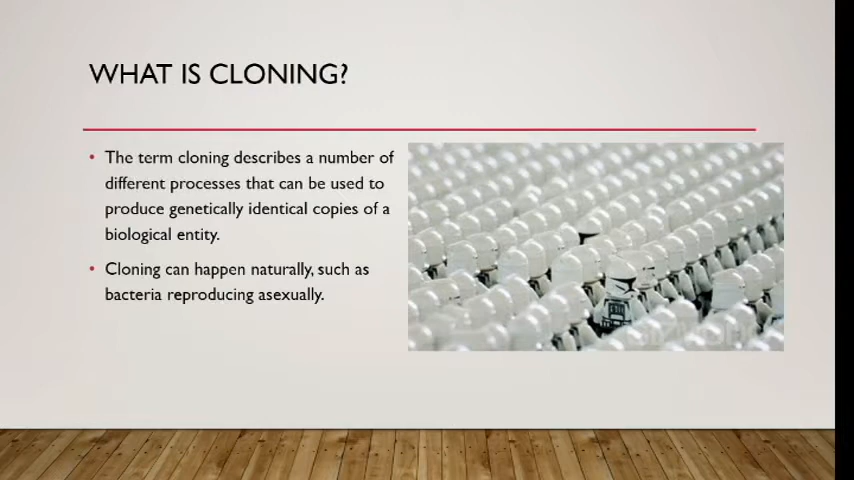 WHAT IS CLONING?
• The term cloning describes a number of
different processes that can be used to
produce genetically identical copies of a
biological entity.
• Cloning can happen naturally, such as
bacteria reproducing asexually.